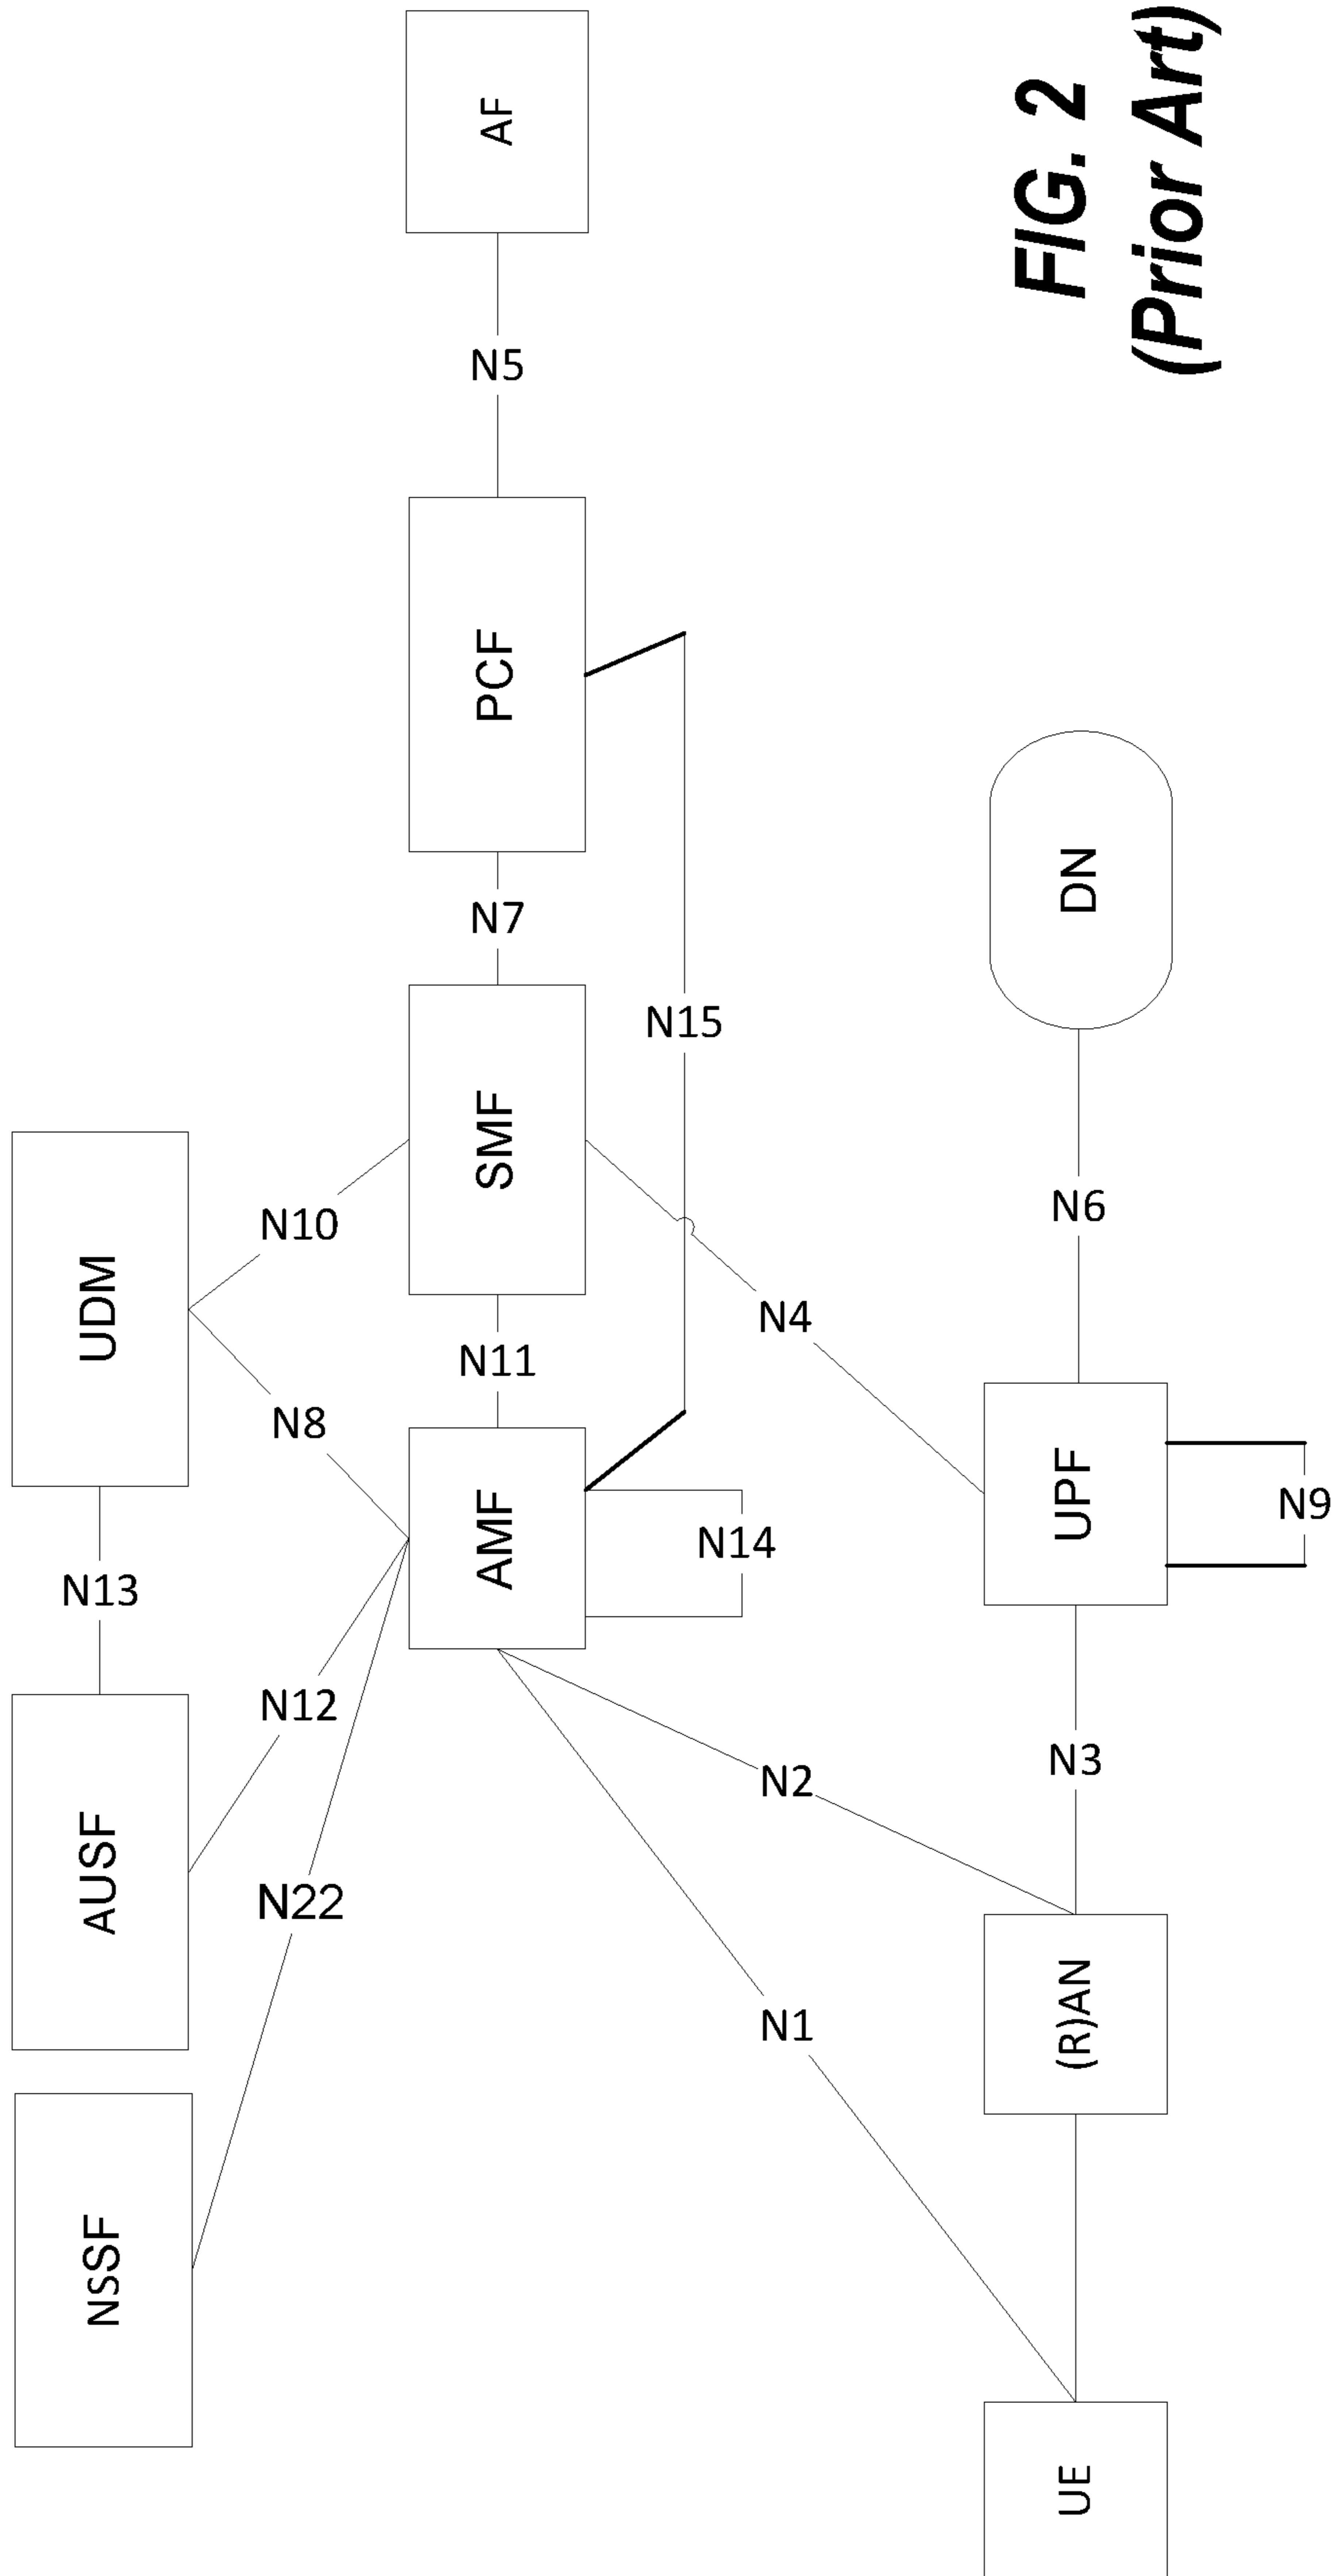 NSSF
AUSF
N13
UDM
N22
N12
N8
N10
AMF
N11
SMF
N7
PCF
N5
AF
N14
N15
N1
N2
N4
UE
(R)AN
N3
UPF
N6
DN
N9
FIG. 2
(Prior Art)